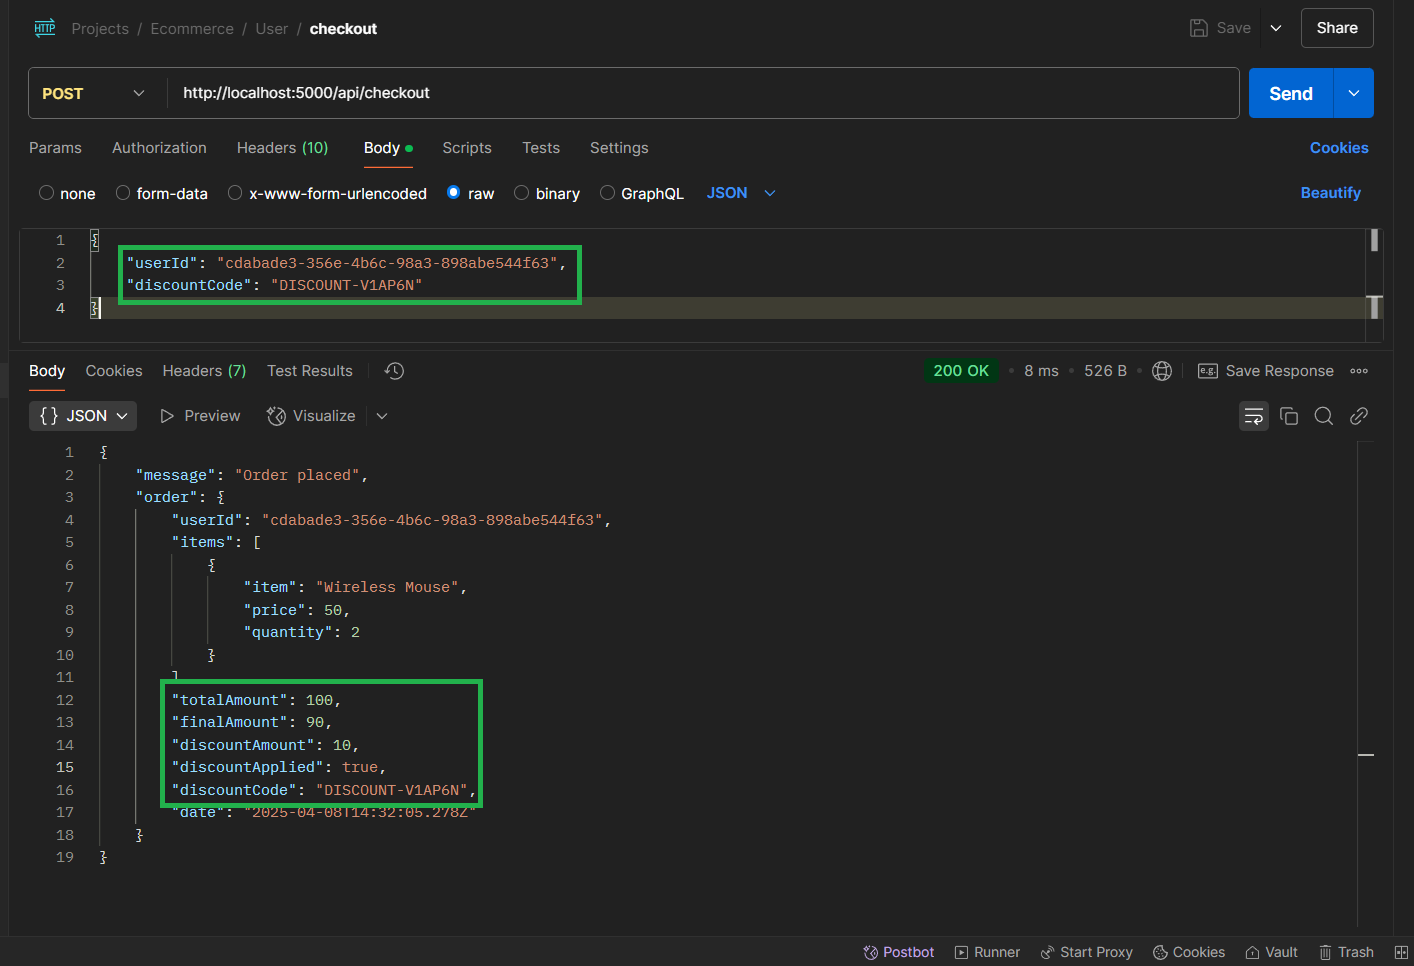 HTTP Projects / Ecommerce / User / checkout Save Share
POST http://localhost:5000/api/checkout Send
Params Authorization Headers (10) Body Scripts Tests Settings Cookies
none form-data x-www-form-urlencoded raw binary GraphQL JSON Beautify
1 {
2 "userId": "cdabade3-356e-4b6c-98a3-898abe544f63",
3 "discountCode": "DISCOUNT-V1AP6N"
4 }
Body Cookies Headers (7) Test Results 200 OK • 8 ms • 526 B • e.g. Save Response
{} JSON Preview Visualize
1 {
2 "message": "Order placed",
3 "order": {
4 "userId": "cdabade3-356e-4b6c-98a3-898abe544f63",
5 "items": [
6 {
7 "item": "Wireless Mouse",
8 "price": 50,
9 "quantity": 2
10 }
11 ]
12 "totalAmount": 100,
13 "finalAmount": 90,
14 "discountAmount": 10,
15 "discountApplied": true,
16 "discountCode": "DISCOUNT-V1AP6N",
17 "date": "2025-04-08T14:32:05.278Z"
18 }
19 }
Postbot Runner Start Proxy Cookies Vault Trash